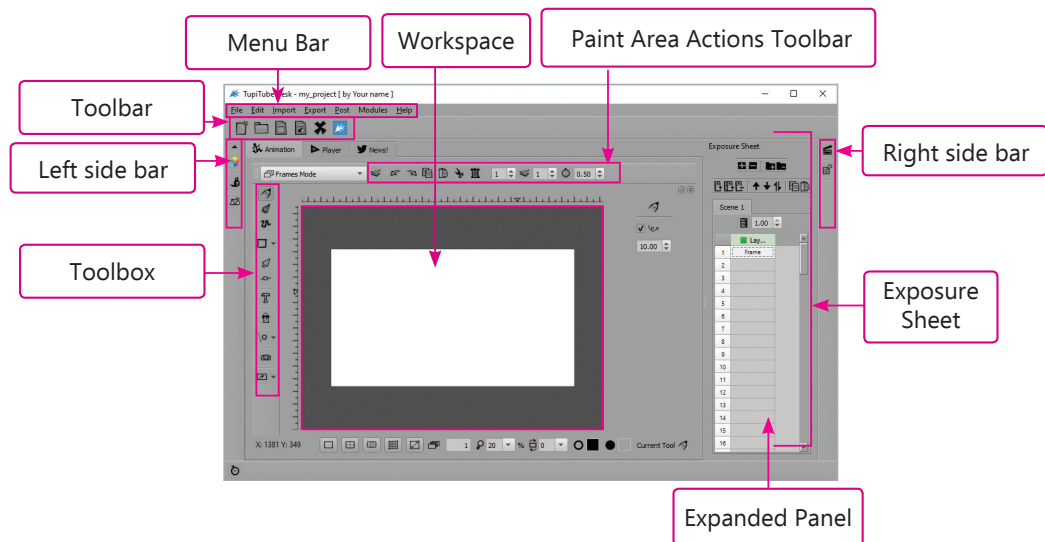 Menu Bar
Workspace
Paint Area Actions Toolbar
Toolbar
Left side bar
Toolbox
Right side bar
Exposure
Sheet
Expanded Panel
TupiTube Desk - my_project [ by Your name ]
File Edit Import Export Post Modules Help
Animation Player News!
Frames Mode
1 1 0.50
Exposure Sheet
Scene 1
1.00
Lay...
1 Frame
2
3
4
5
6
7
8
9
10
11
12
13
14
15
16
10.00
X: 1381 Y: 349 1 20 % 0 Current Tool